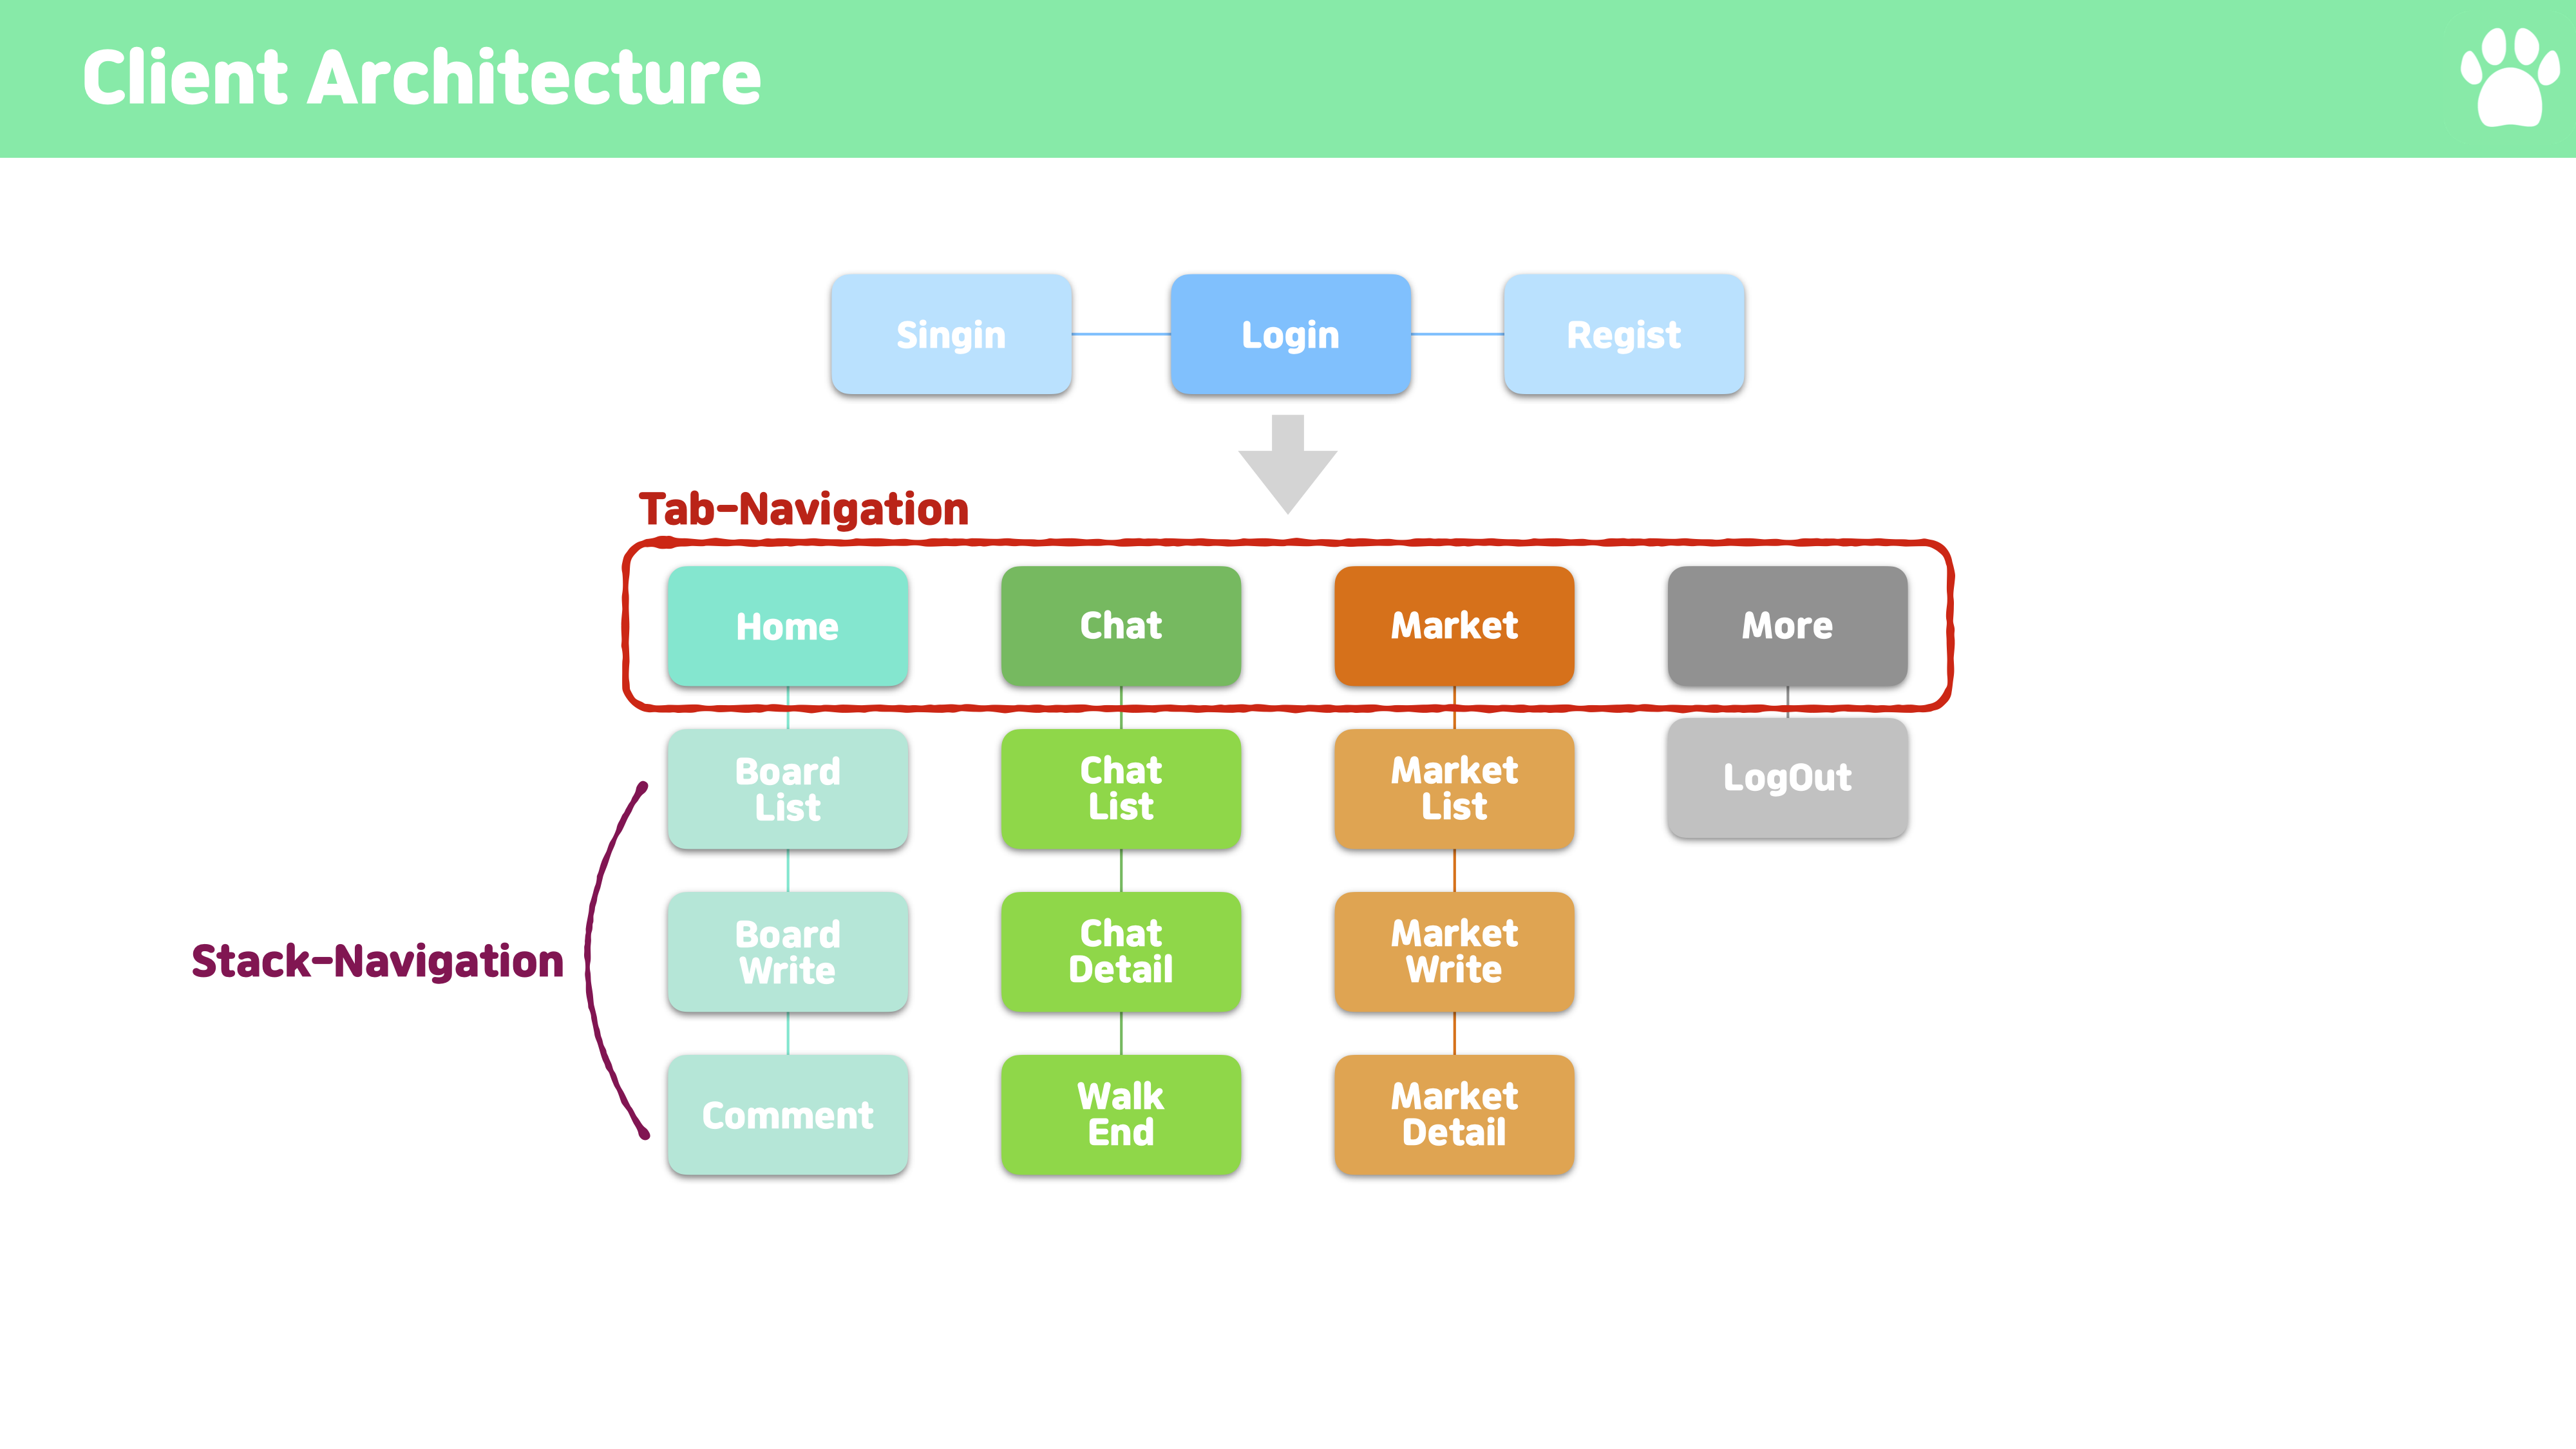 Client Architecture
Singin
Login
Regist
Tab-Navigation
Home
Chat
Market
More
Board
List
Chat
List
Market
List
LogOut
Stack-Navigation
Board
Write
Chat
Detail
Market
Write
Comment
Walk
End
Market
Detail